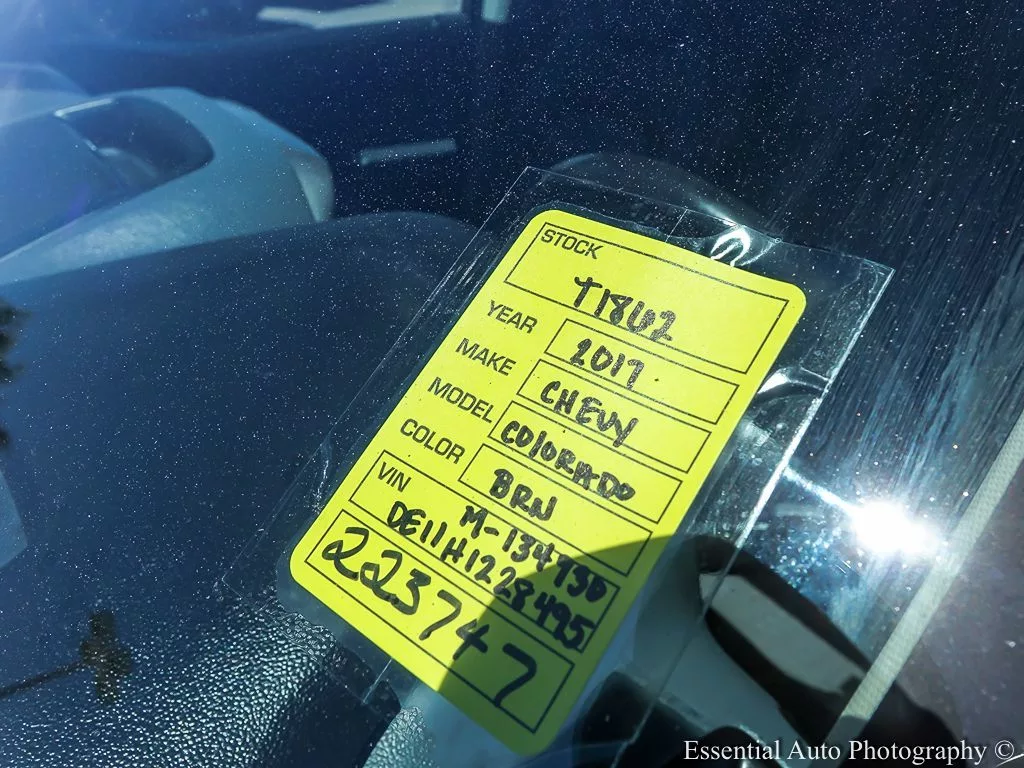 STOCK
T18U2
YEAR 2017
MAKE CHEVY
MODEL COLORADO
COLOR BRN
VIN M-134930
DE11H1228495
223747
Essential Auto Photography ©